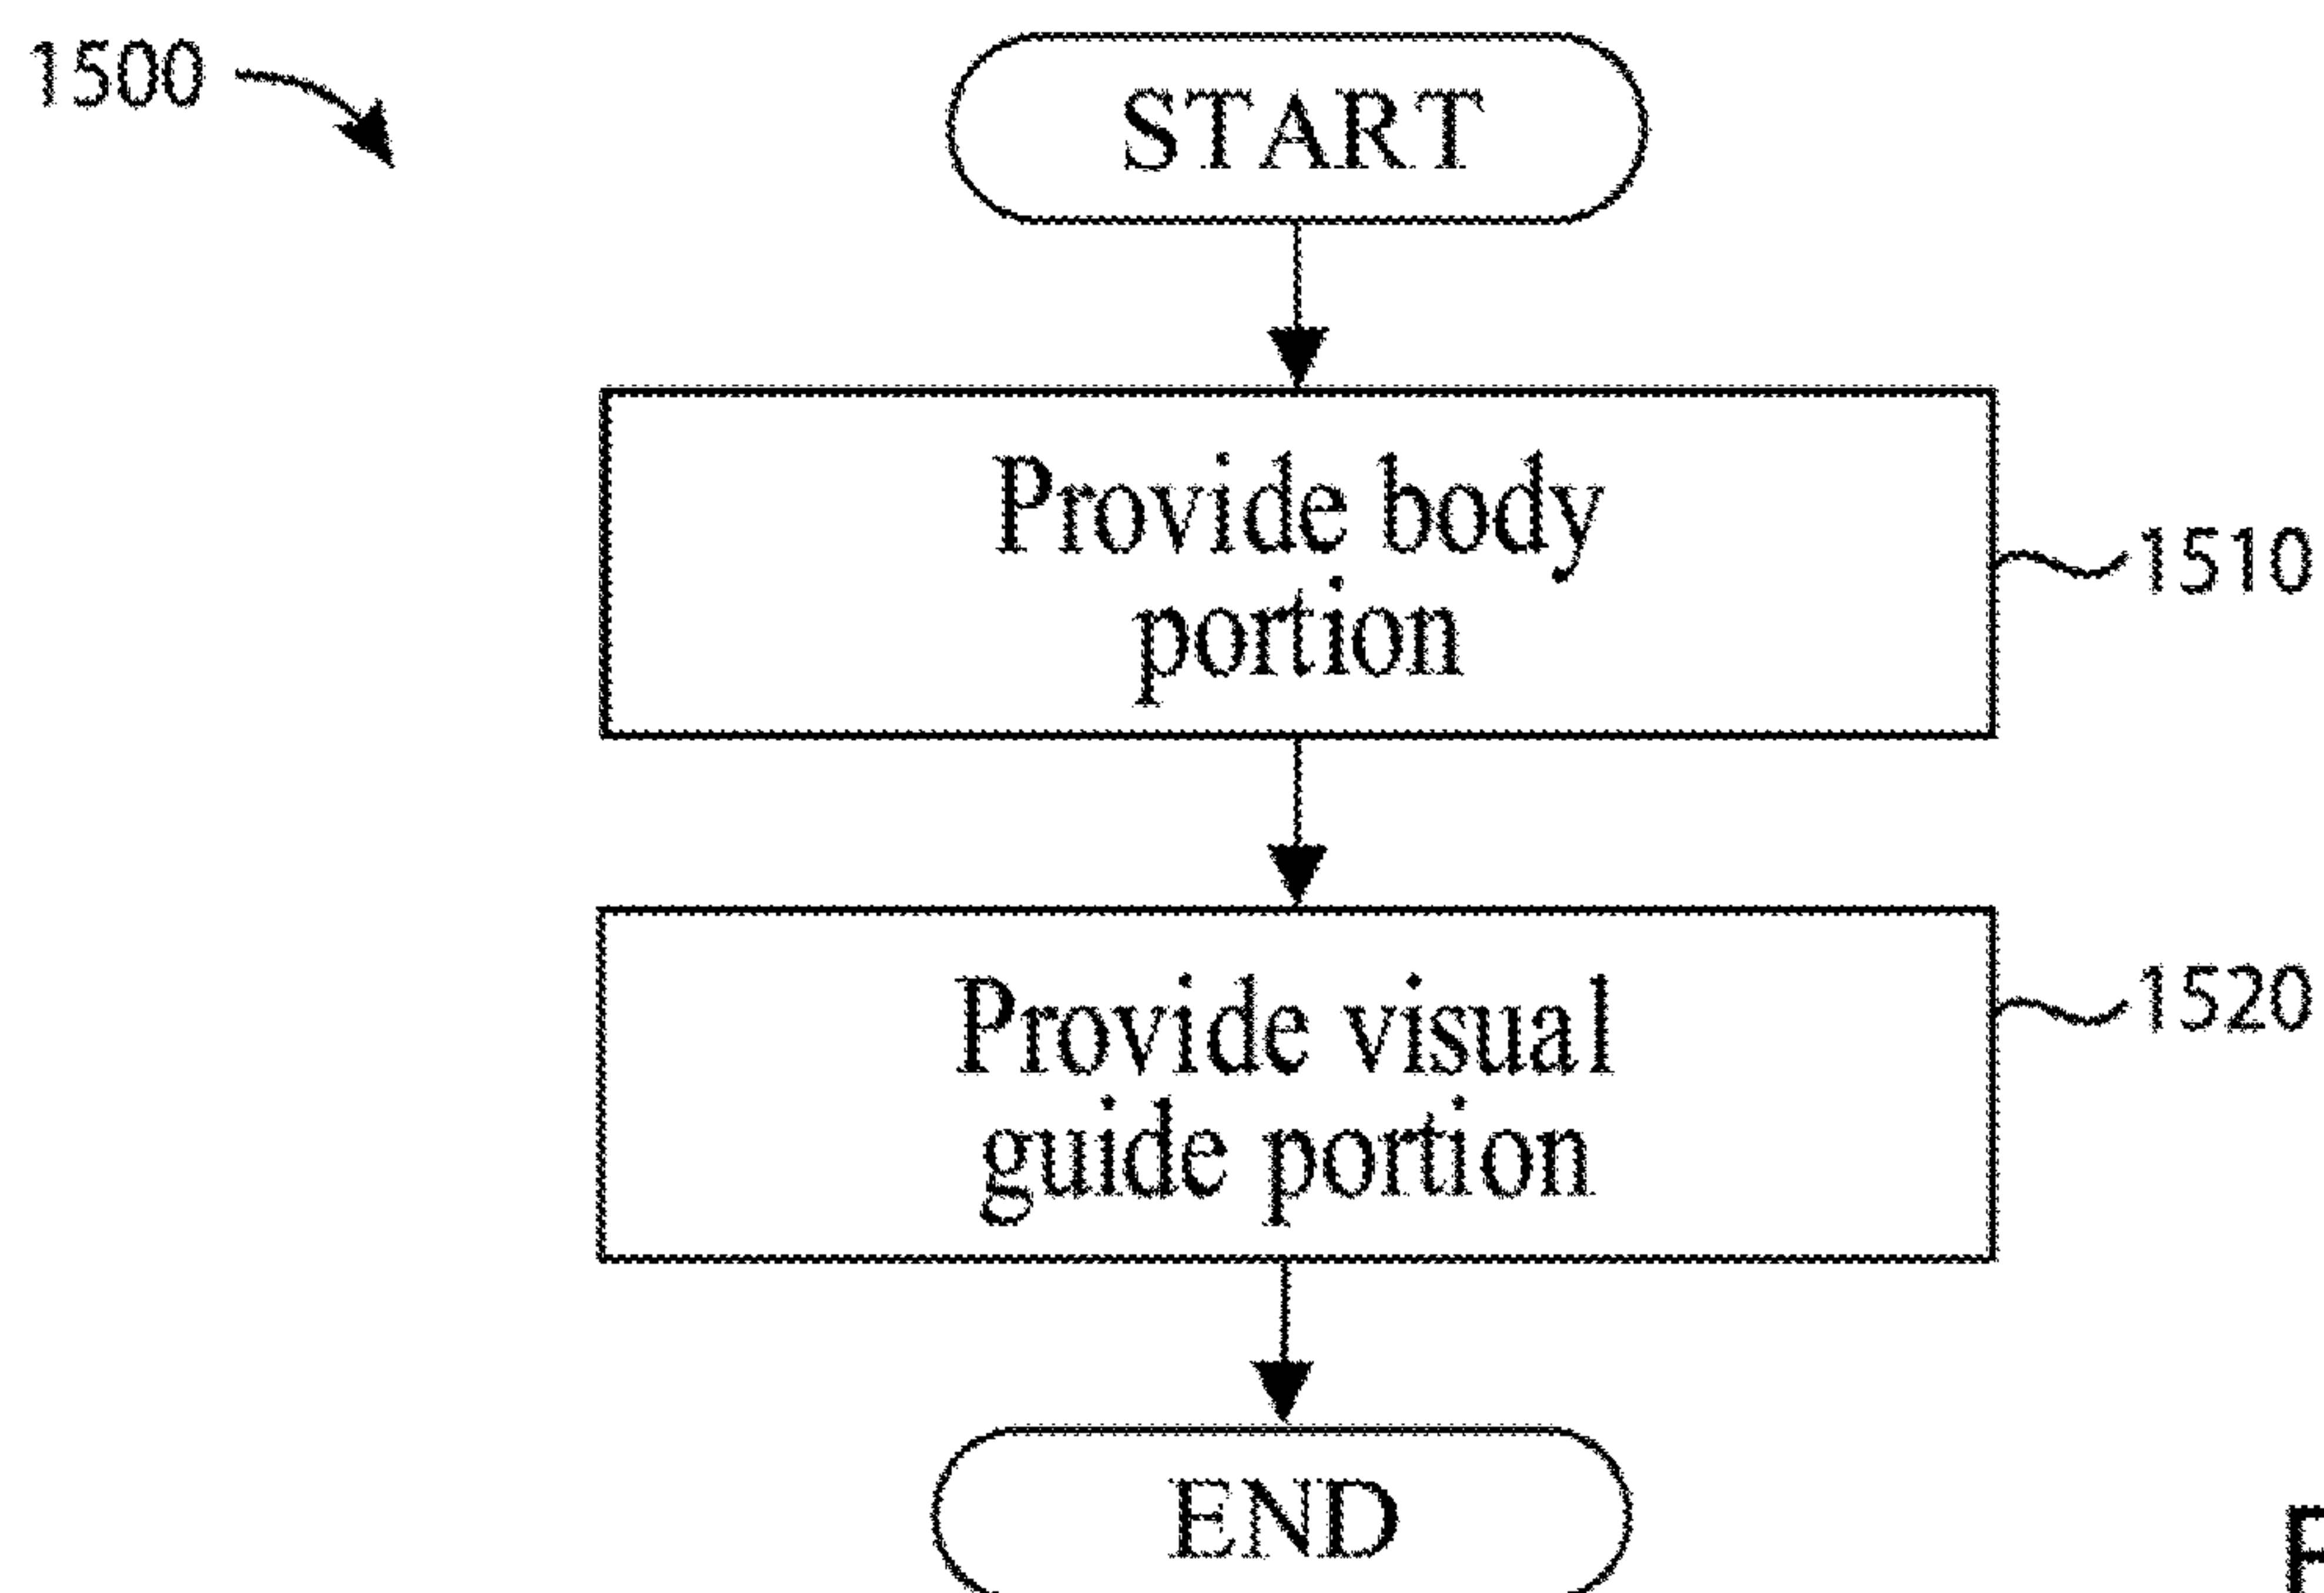 1500
START
Provide body
portion
1510
Provide visual
guide portion
1520
END